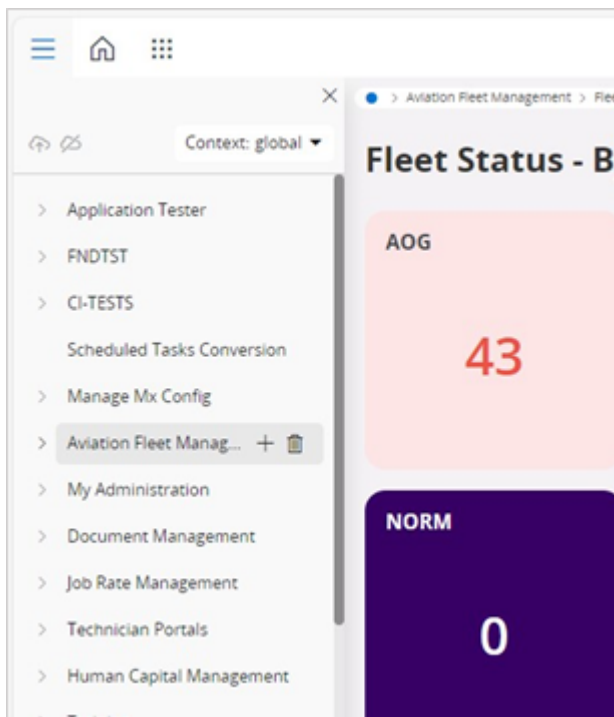 > Aviation Fleet Management >
Context: global
Fleet Status - B
Application Tester
FNDTST
CI-TESTS
Scheduled Tasks Conversion
Manage Mx Config
Aviation Fleet Manag...
My Administration
Document Management
Job Rate Management
Technician Portals
Human Capital Management
AOG
43
NORM
0